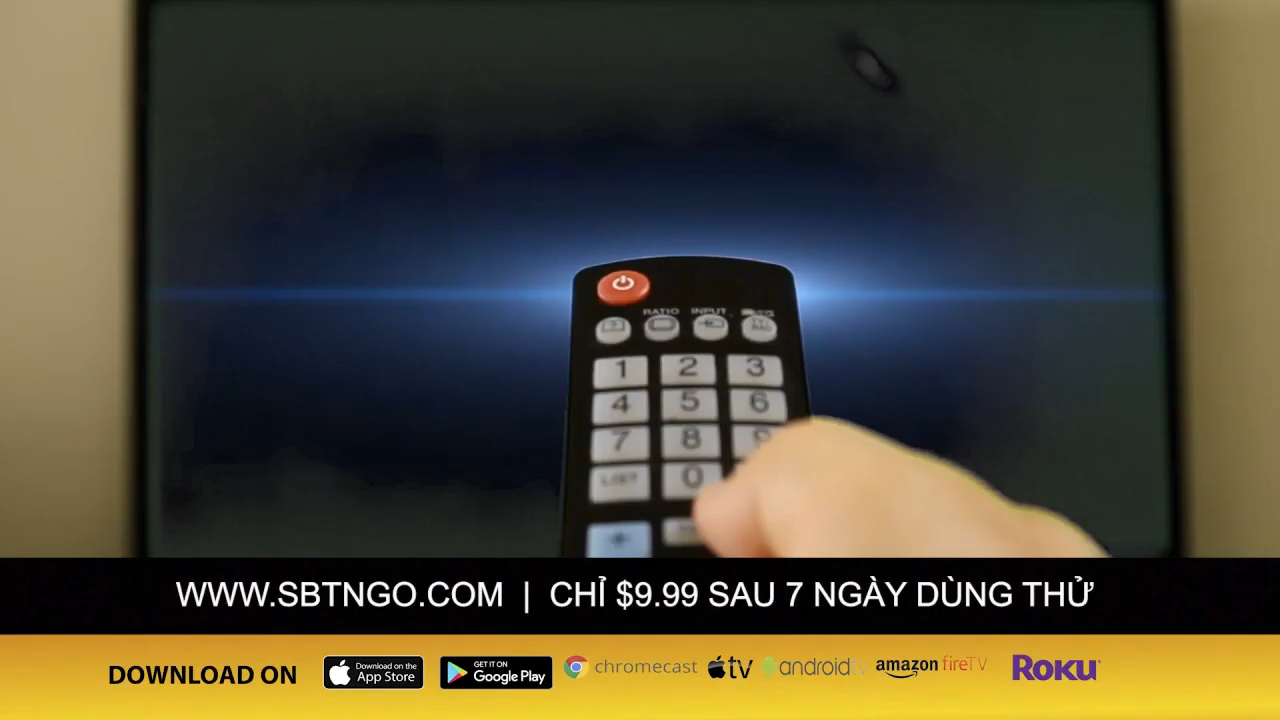 RATIO INPUT
1 2 3
4 5 6
7 8 9
LIST 0
WWW.SBTNGO.COM | CHỈ $9.99 SAU 7 NGÀY DÙNG THỬ
DOWNLOAD ON
Download on the
App Store
GET IT ON
Google Play
chromecast
tv
androidtv
amazon fireTV
ROKU